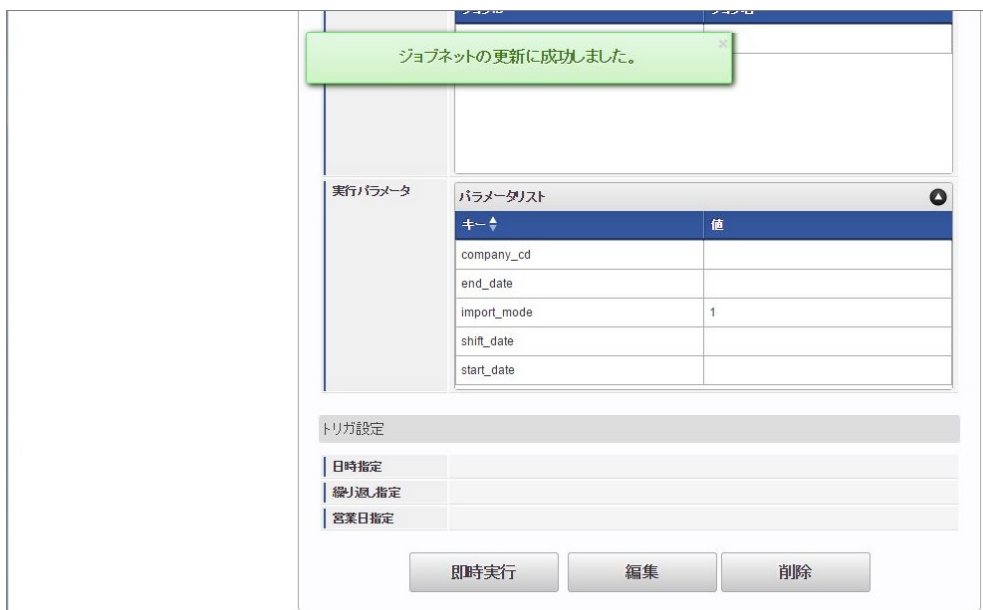 ジョブネットの更新に成功しました。
×
実行パラメータ
パラメータリスト
キー 値
company_cd
end_date
import_mode 1
shift_date
start_date
トリガ設定
日時指定
繰り返し指定
営業日指定
即時実行 編集 削除